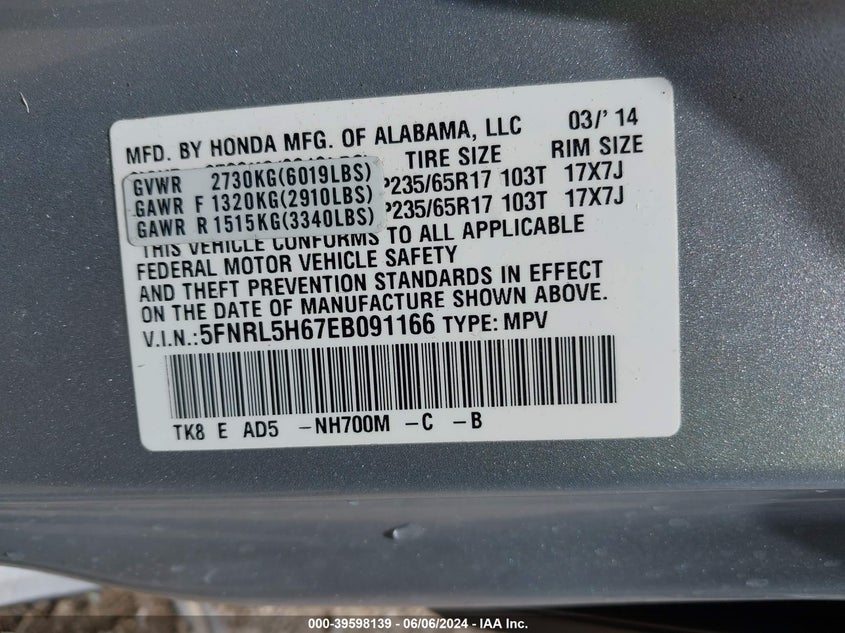 MFD. BY HONDA MFG. OF ALABAMA, LLC 03/'14
TIRE SIZE RIM SIZE
GVWR 2730KG(6019LBS)
GAWR F 1320KG(2910LBS) P235/65R17 103T 17X7J
GAWR R 1515KG(3340LBS) P235/65R17 103T 17X7J
THIS VEHICLE CONFORMS TO ALL APPLICABLE
FEDERAL MOTOR VEHICLE SAFETY
AND THEFT PREVENTION STANDARDS IN EFFECT
ON THE DATE OF MANUFACTURE SHOWN ABOVE.
V.I.N.:5FNRL5H67EB091166 TYPE: MPV
TK8 E AD5 -NH700M -C -B
000-39598139 - 06/06/2024 - IAA Inc.